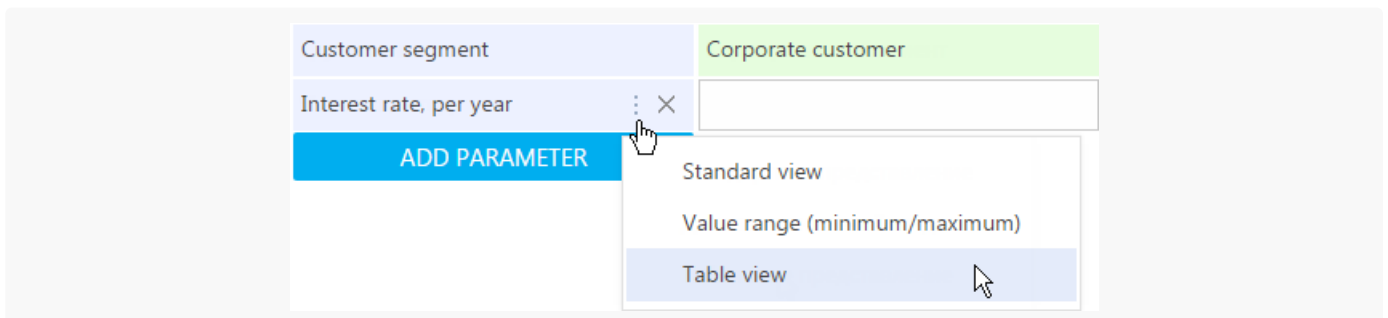 Customer segment
Corporate customer
Interest rate, per year
ADD PARAMETER
Standard view
Value range (minimum/maximum)
Table view